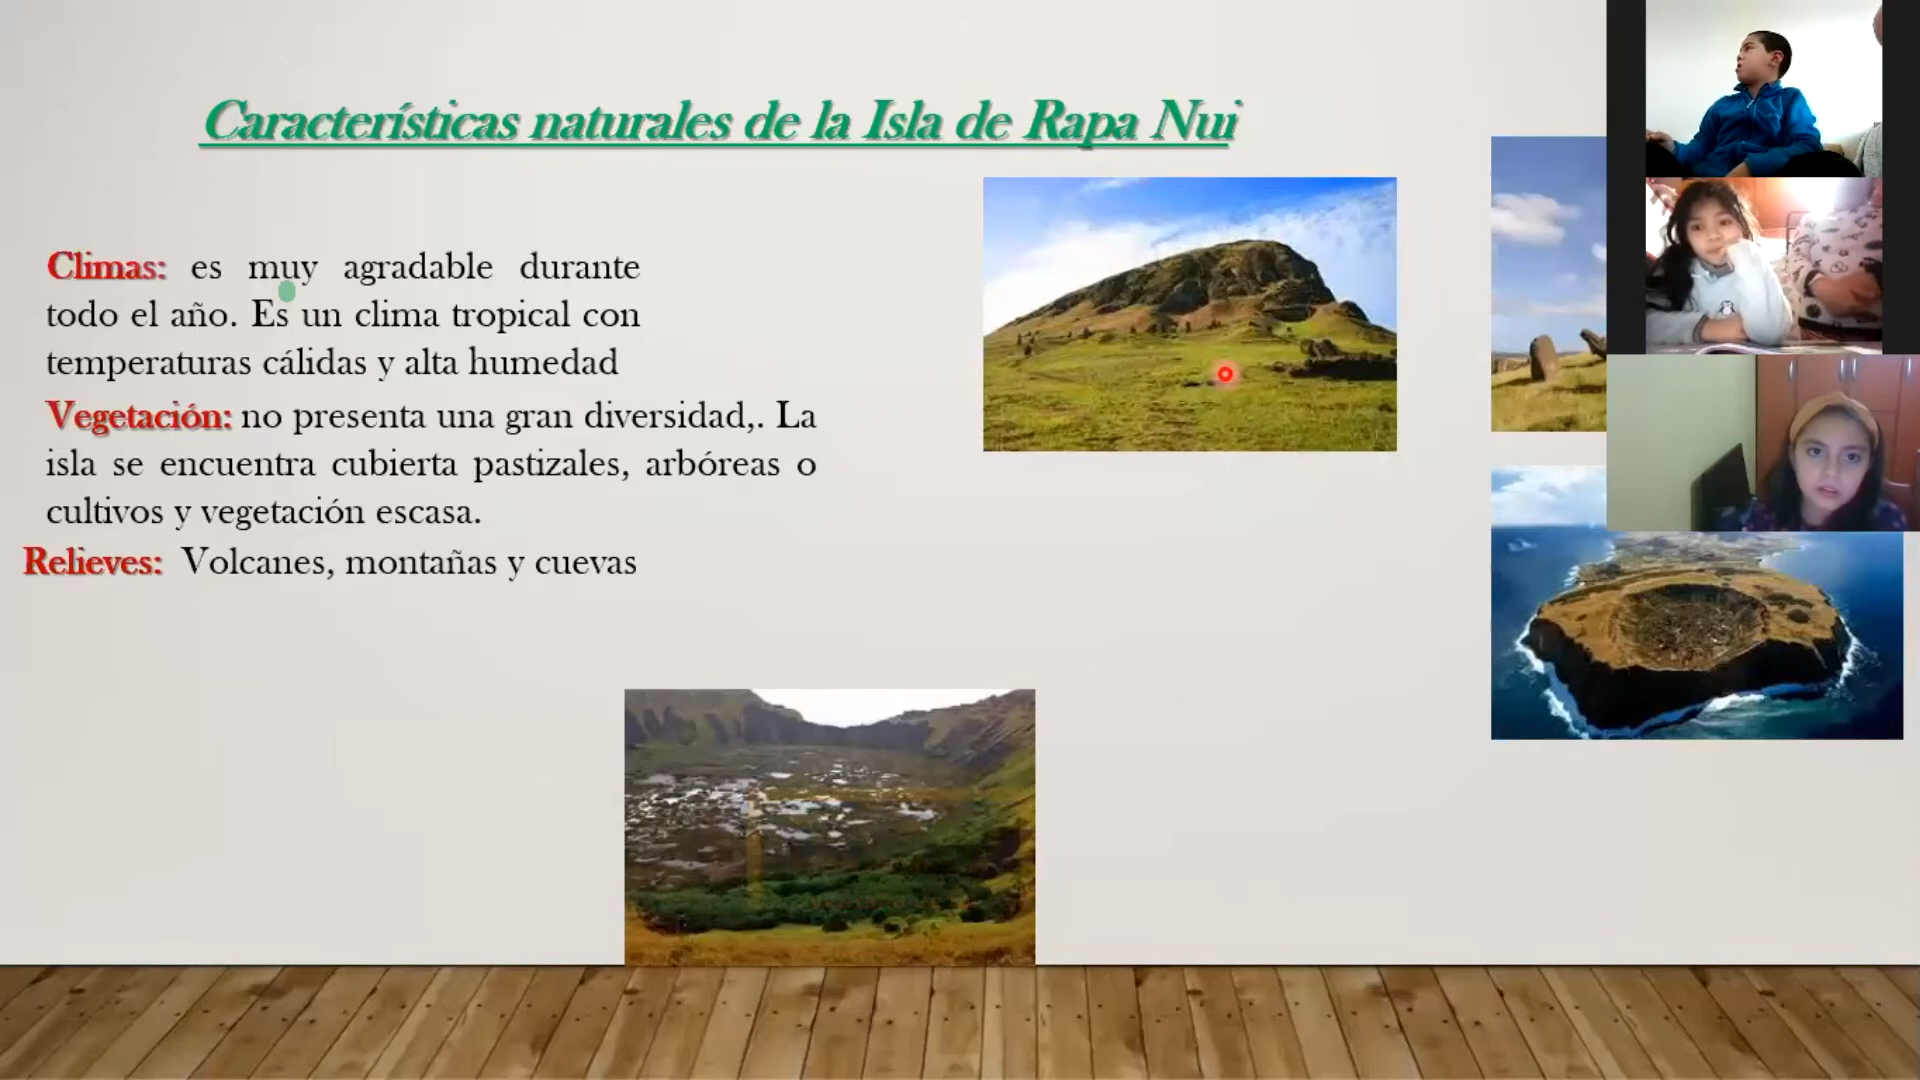 Características naturales de la Isla de Rapa Nui
Climas: es muy agradable durante
todo el año. Es un clima tropical con
temperaturas cálidas y alta humedad
Vegetación: no presenta una gran diversidad,. La
isla se encuentra cubierta pastizales, arbóreas o
cultivos y vegetación escasa.
Relieves: Volcanes, montañas y cuevas